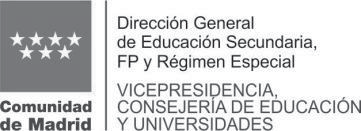 Comunidad
de Madrid
Dirección General
de Educación Secundaria,
FP y Régimen Especial
VICEPRESIDENCIA,
CONSEJERÍA DE EDUCACIÓN
Y UNIVERSIDADES